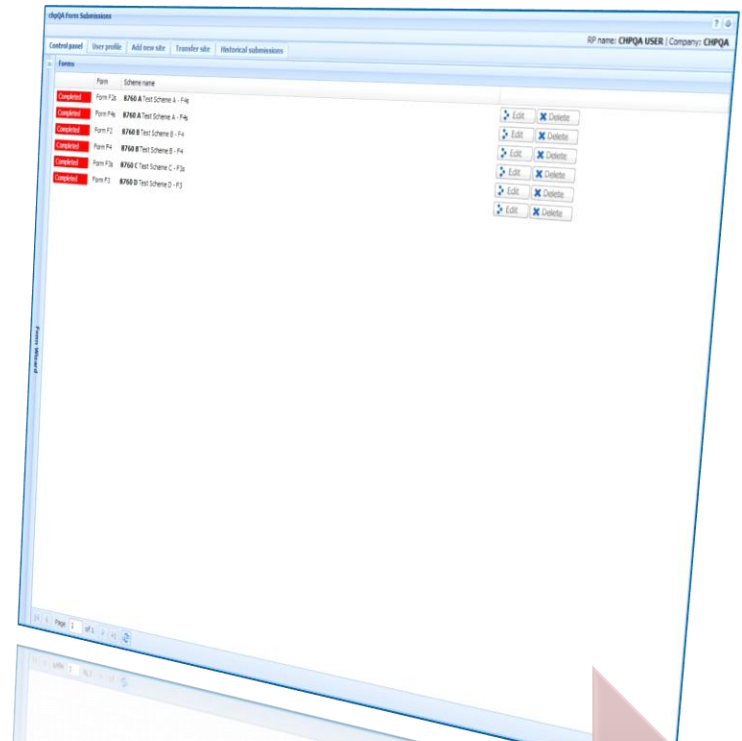 chpQA Form Submissions
RP name: CHPQA USER | Company: CHPQA
Control panel User profile Add new site Transfer site Historical submissions
Forms
Form Scheme name
Completed Form F2s 8760 A Test Scheme A - F4s Edit Delete
Completed Form F4s 8760 A Test Scheme A - F4s Edit Delete
Completed Form F2 8760 B Test Scheme B - F4 Edit Delete
Completed Form F4 8760 B Test Scheme B - F4 Edit Delete
Completed Form F3s 8760 C Test Scheme C - F3s Edit Delete
Completed Form F3 8760 D Test Scheme D - F3 Edit Delete
Form Wizard
Page 1 of 1